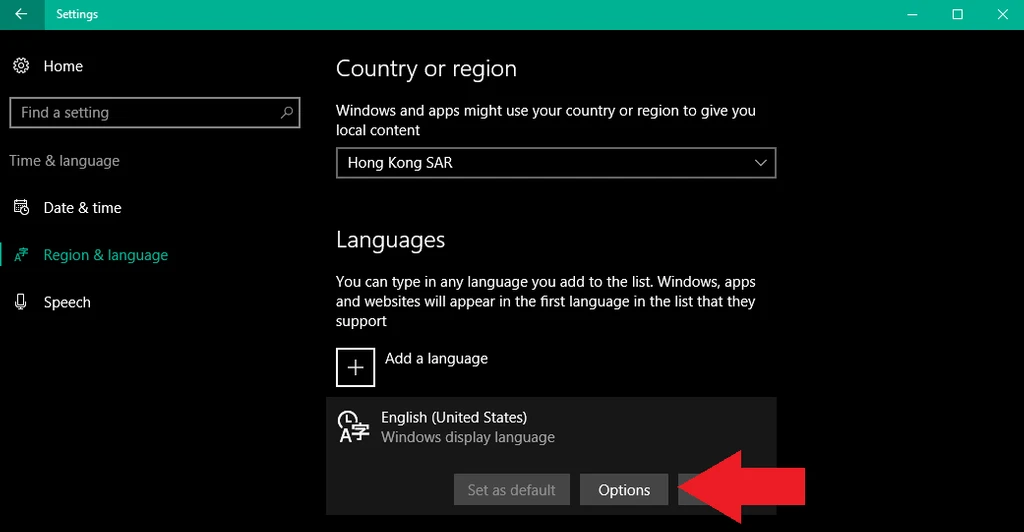 Settings
Home
Find a setting
Time & language
Date & time
Region & language
Speech
Country or region
Windows and apps might use your country or region to give you
local content
Hong Kong SAR
Languages
You can type in any language you add to the list. Windows, apps
and websites will appear in the first language in the list that they
support
Add a language
A字
English (United States)
Windows display language
Set as default
Options